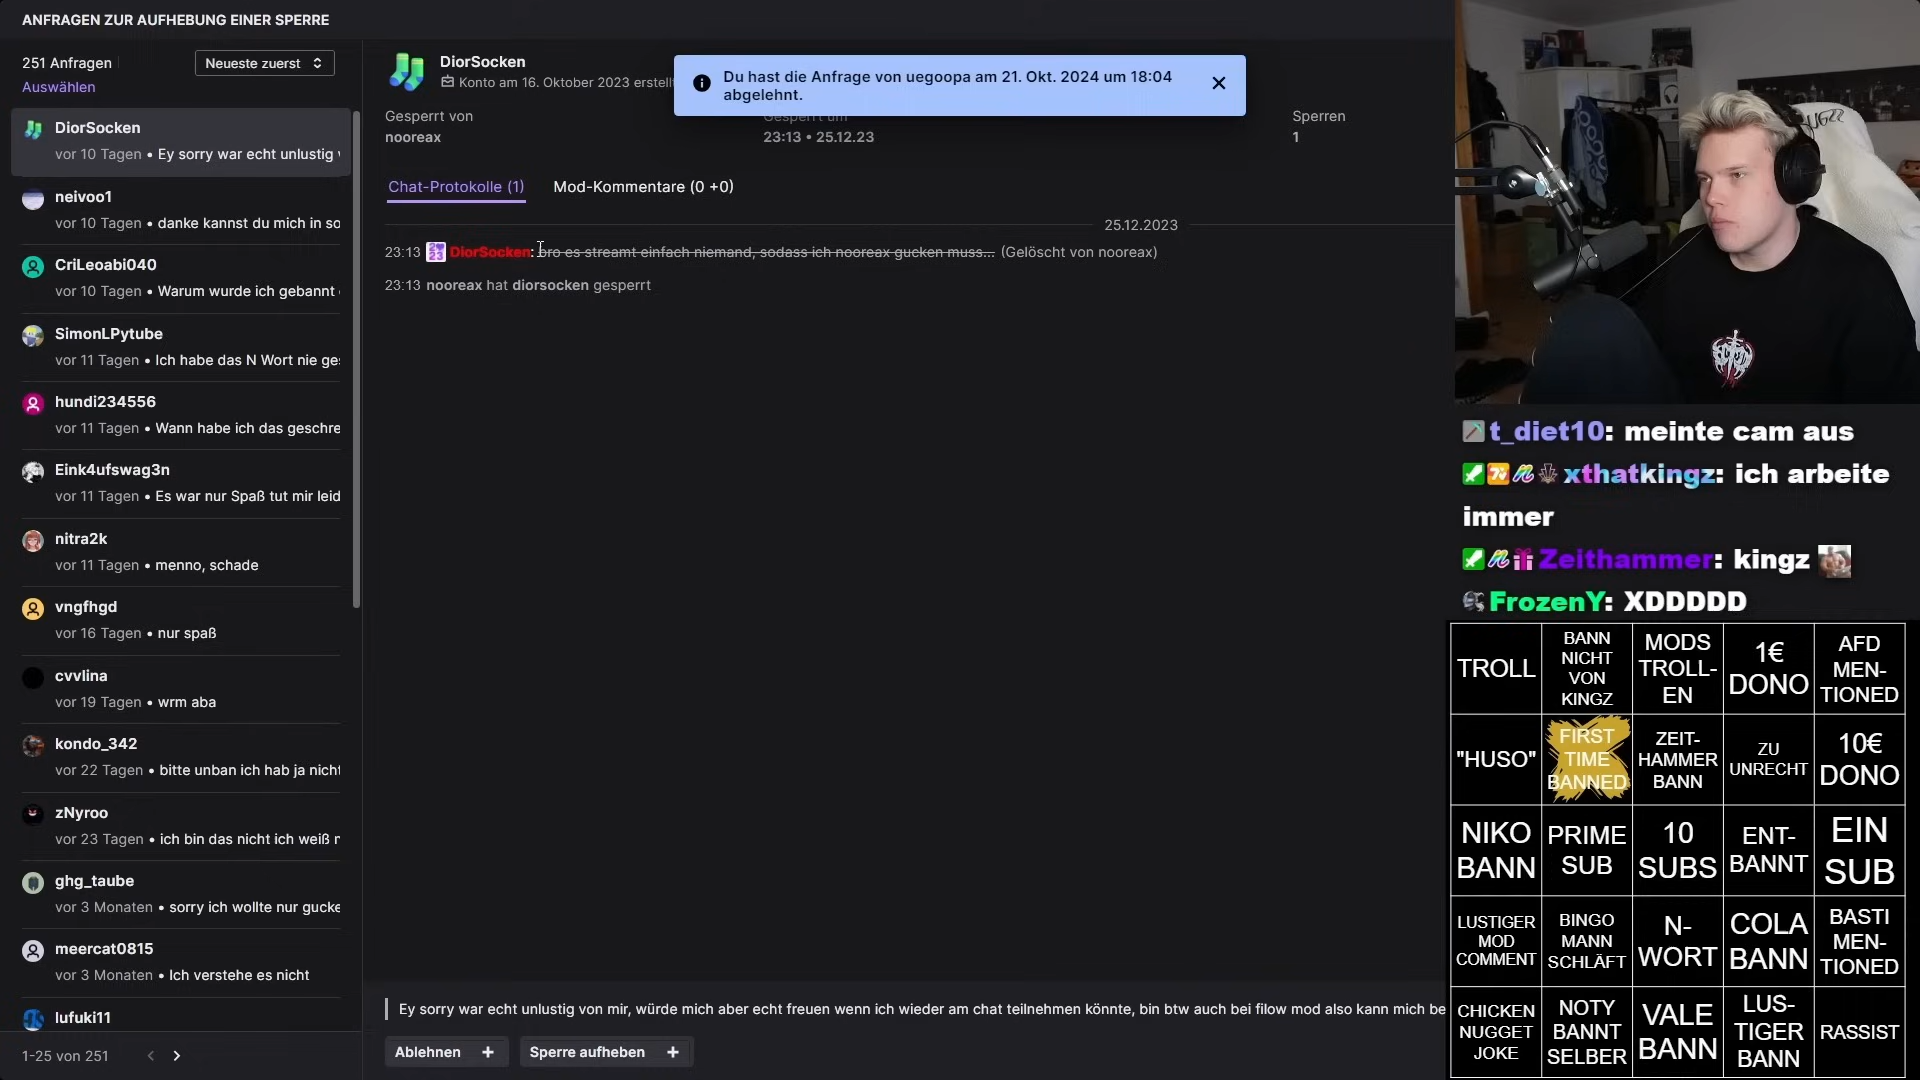 ANFRAGEN ZUR AUFHEBUNG EINER SPERRE
251 Anfragen
Neueste zuerst
Auswählen
DiorSocken
vor 10 Tagen • Ey sorry war echt unlustig
neivoo1
vor 10 Tagen • danke kannst du mich in so
CriLeoabi040
vor 10 Tagen • Warum wurde ich gebannt
SimonLPytube
vor 11 Tagen • Ich habe das N Wort nie ge
hundi234556
vor 11 Tagen • Wann habe ich das geschre
Eink4ufswag3n
vor 11 Tagen • Es war nur Spaß tut mir leid
nitra2k
vor 11 Tagen • menno, schade
vngfhgd
vor 16 Tagen • nur spaß
cvvlina
vor 19 Tagen • wrm aba
kondo_342
vor 22 Tagen • bitte unban ich hab ja nicht
zNyroo
vor 23 Tagen • ich bin das nicht ich weiß
ghg_taube
vor 3 Monaten • sorry ich wollte nur gucke
meercat0815
vor 3 Monaten • Ich verstehe es nicht
lufuki11
1-25 von 251
DiorSocken
Konto am 16. Oktober 2023 erstellt
Du hast die Anfrage von uegoopa am 21. Okt. 2024 um 18:04
abgelehnt.
Gesperrt von
nooreax
Gesperrt um
23:13 • 25.12.23
Sperren
1
Chat-Protokolle (1)
Mod-Kommentare (0 +0)
25.12.2023
23:13 DiorSocken: bro es streamt einfach niemand, sodass ich nooreax gucken muss... (Gelöscht von nooreax)
23:13 nooreax hat diorsocken gesperrt
Ey sorry war echt unlustig von mir, würde mich aber echt freuen wenn ich wieder am chat teilnehmen könnte, bin btw auch bei filow mod also kann mich be
Ablehnen +
Sperre aufheben +
t_diet10: meinte cam aus
xthatkingz: ich arbeite
immer
Zeithammer: kingz
FrozenY: XDDDDD
TROLL
BANN
NICHT
VON
KINGZ
MODS
TROLL-
EN
1€
DONO
AFD
MEN-
TIONED
"HUSO"
FIRST
TIME
BANNED
ZEIT-
HAMMER
BANN
ZU
UNRECHT
10€
DONO
NIKO
BANN
PRIME
SUB
10
SUBS
ENT-
BANNT
EIN
SUB
LUSTIGER
MOD
COMMENT
BINGO
MANN
SCHLÄFT
N-
WORT
COLA
BANN
BASTI
MEN-
TIONED
CHICKEN
NUGGET
JOKE
NOTY
BANNT
SELBER
VALE
BANN
LUS-
TIGER
BANN
RASSIST